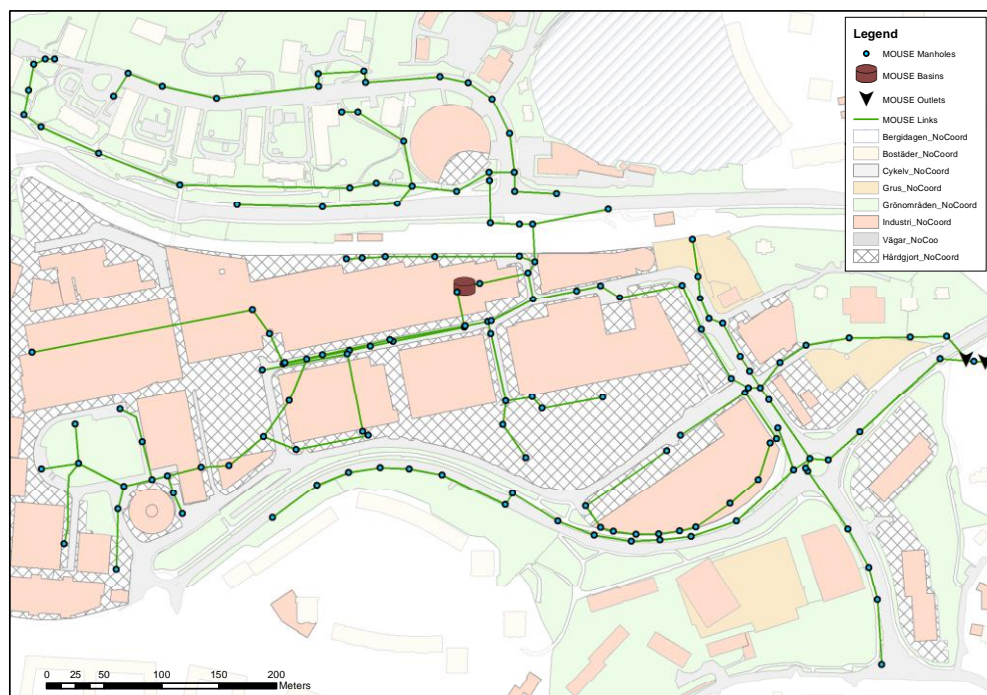 Legend
MOUSE Manholes
MOUSE Basins
MOUSE Outlets
MOUSE Links
Bergidagen_NoCoord
Bostäder_NoCoord
Cykelv_NoCoord
Grus_NoCoord
Grönområden_NoCoord
Industri_NoCoord
Vägar_NoCoo
Hårdgjort_NoCoord
0 25 50 100 150 200
Meters